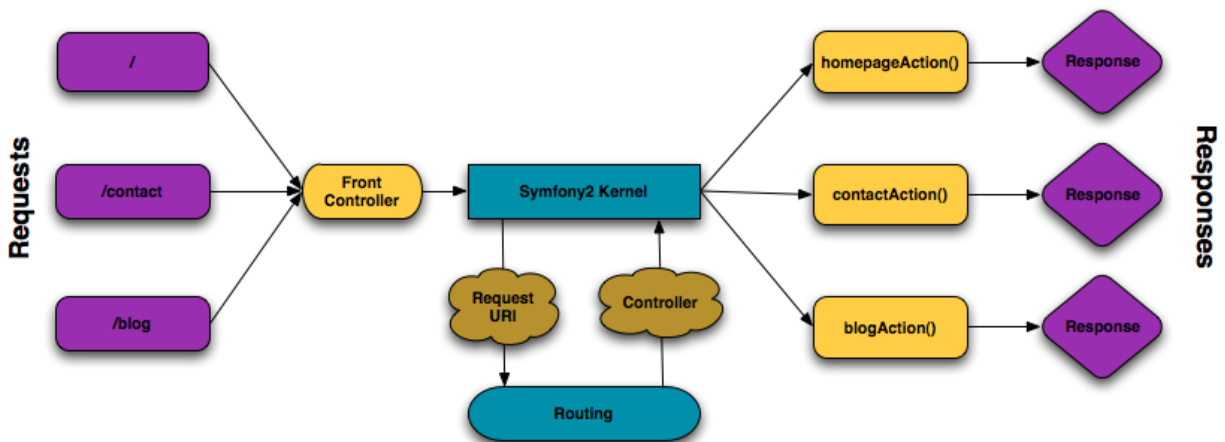 Requests
/
/contact
/blog
Front
Controller
Symfony2 Kernel
Request
URI
Controller
Routing
homepageAction()
contactAction()
blogAction()
Response
Response
Response
Responses